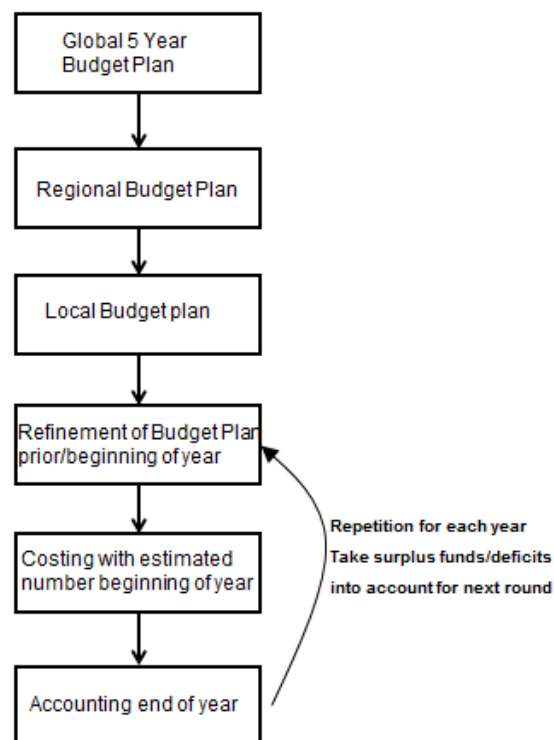 Global 5 Year
Budget Plan
Regional Budget Plan
Local Budget plan
Refinement of Budget Plan
prior/beginning of year
Costing with estimated
number beginning of year
Accounting end of year
Repetition for each year
Take surplus funds/deficits
into account for next round